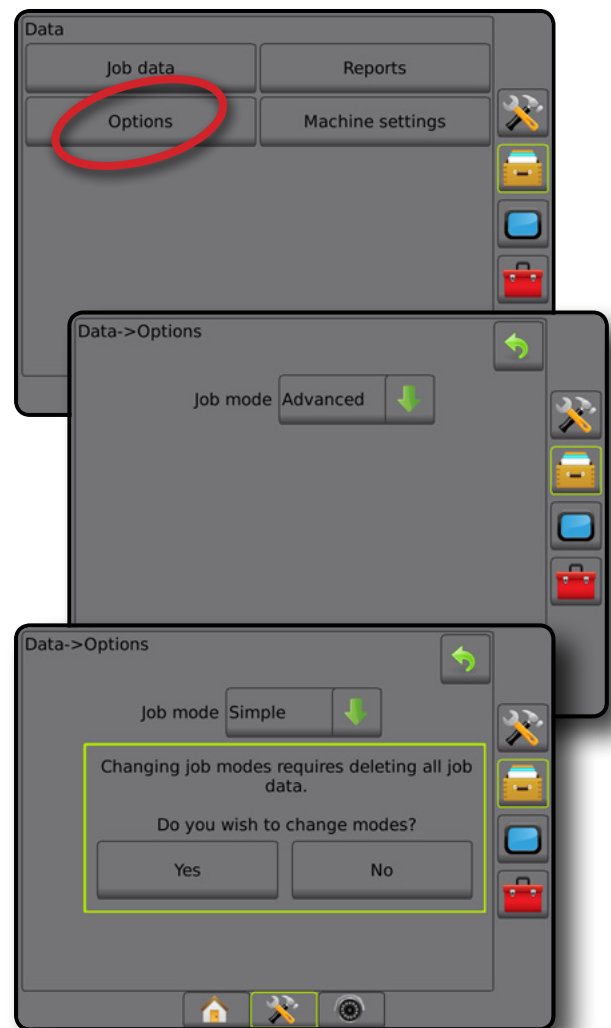 Data
Job data Reports
Options Machine settings
Data->Options
Job mode Advanced
Data->Options
Job mode Simple
Changing job modes requires deleting all job
data.
Do you wish to change modes?
Yes No